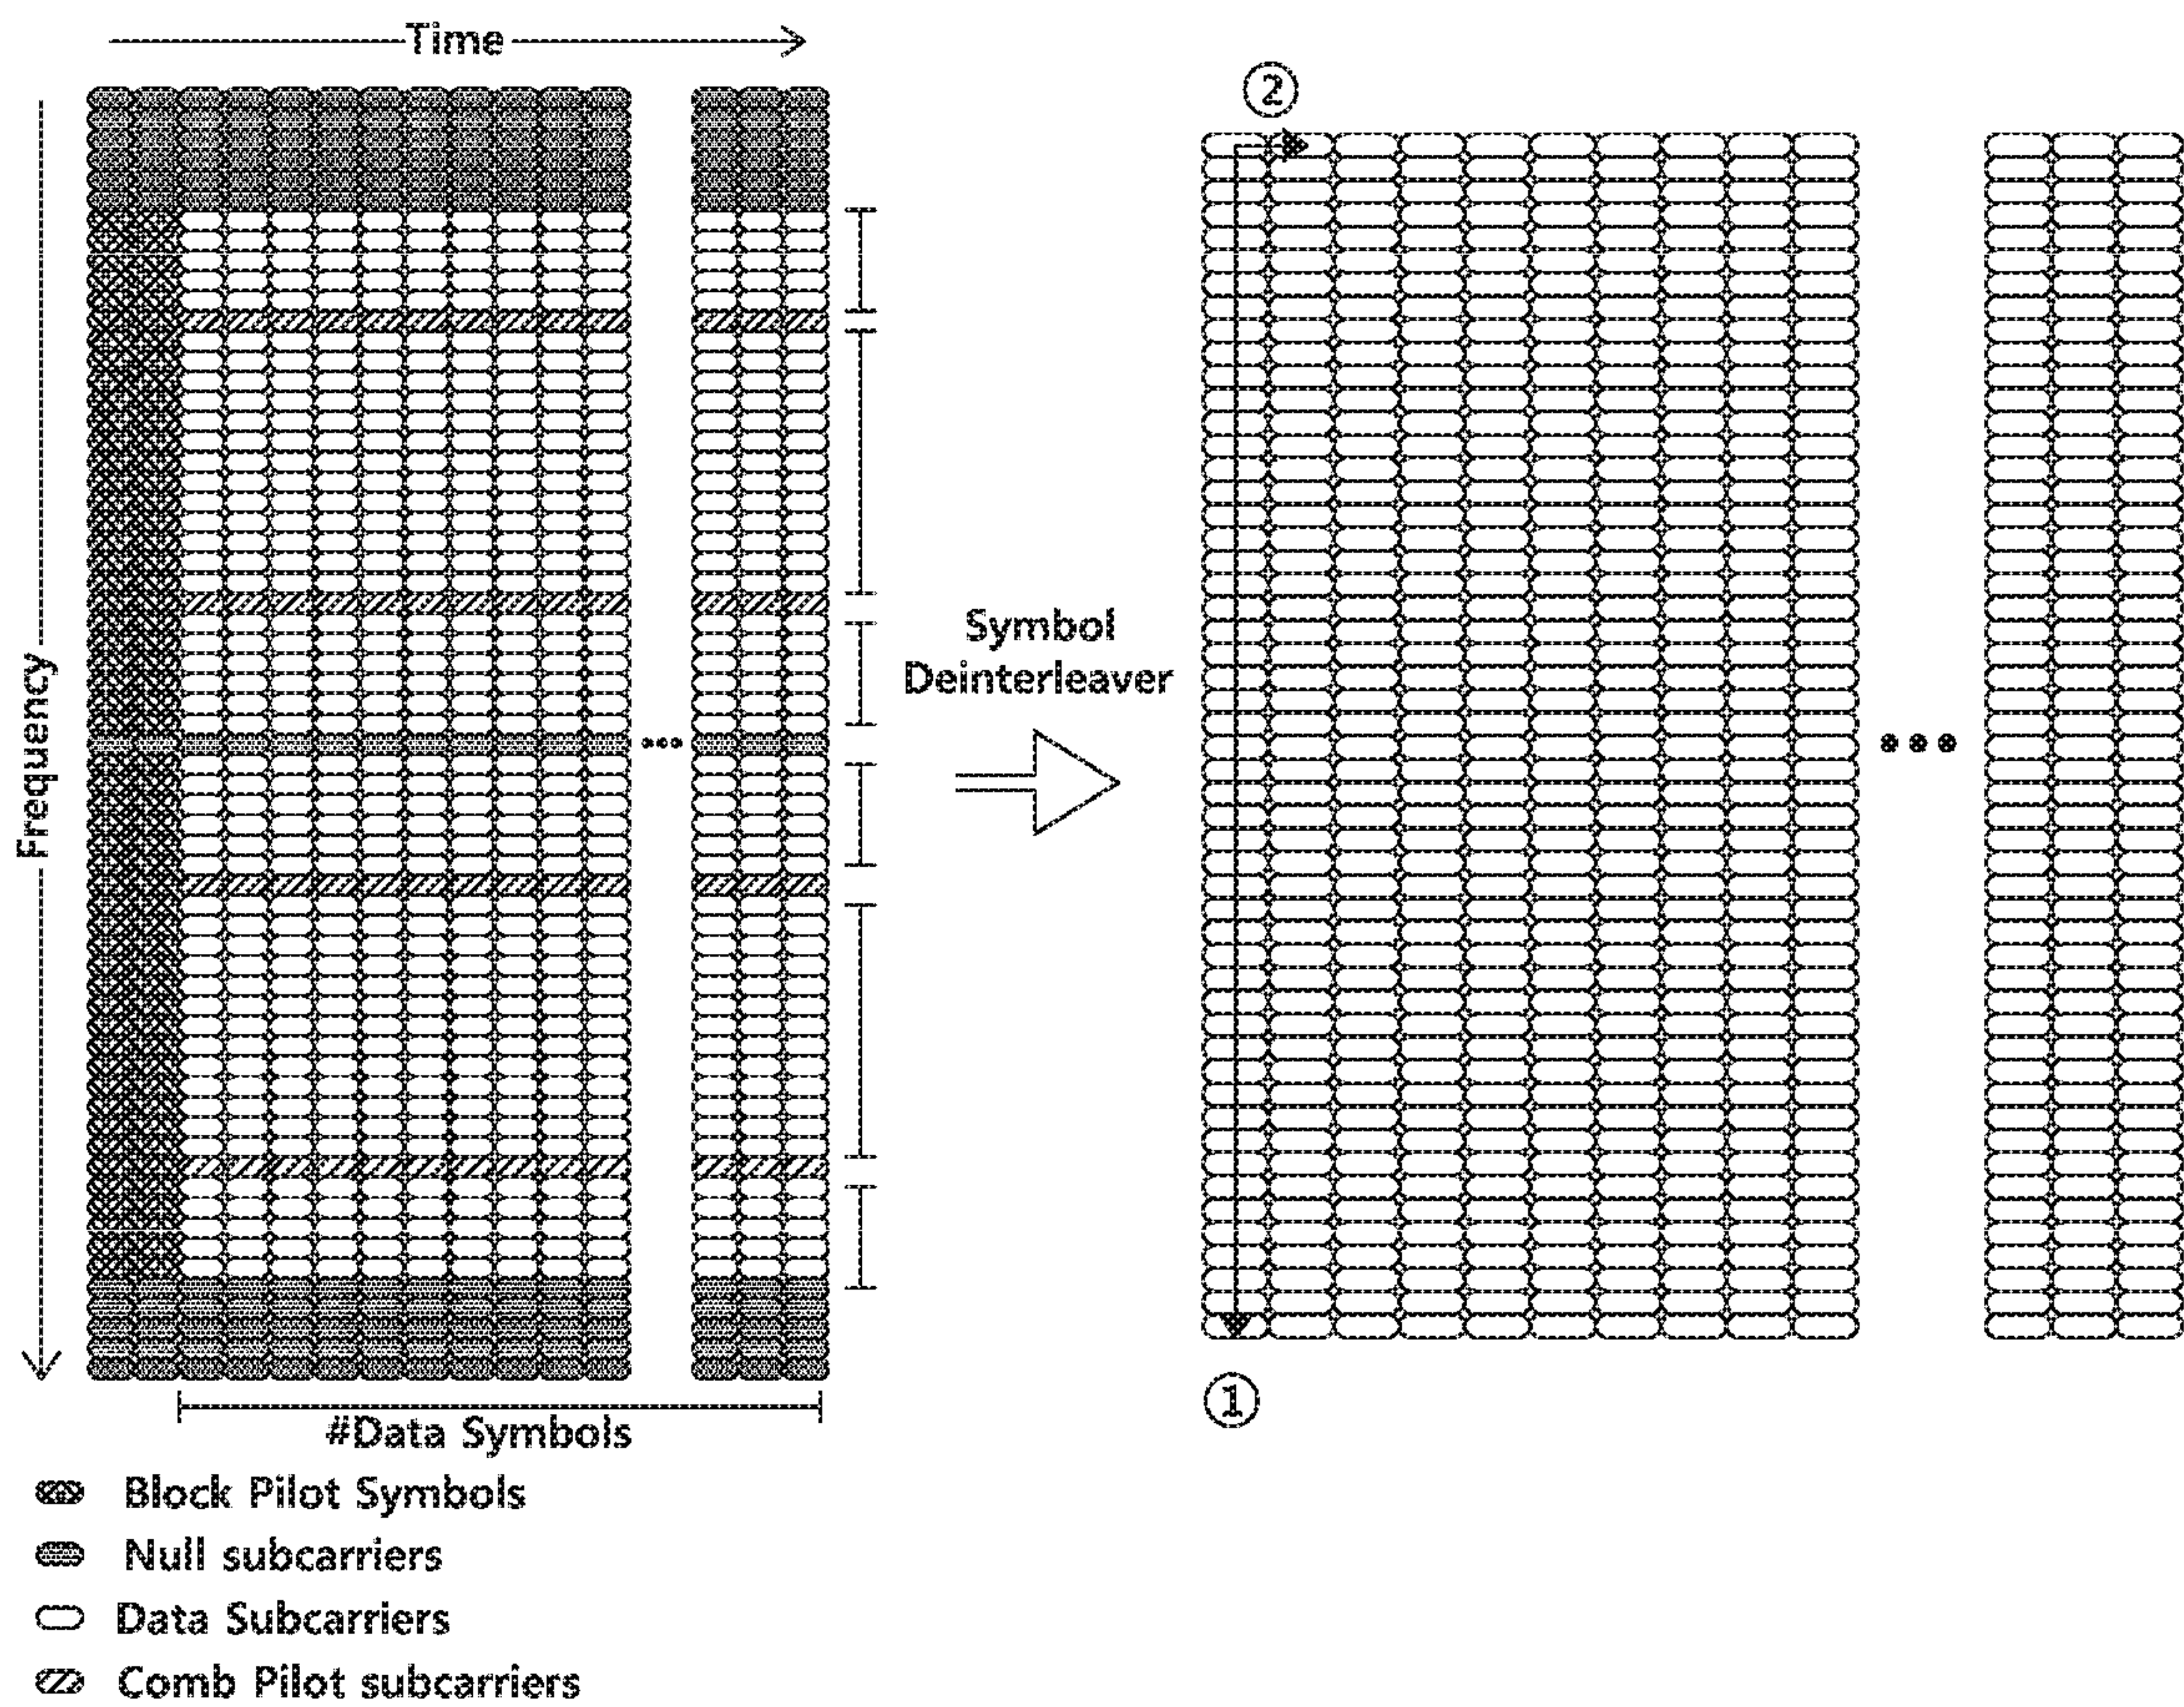 Time
②
Frequency
Symbol
Deinterleaver
①
#Data Symbols
Block Pilot Symbols
Null subcarriers
Data Subcarriers
Comb Pilot subcarriers